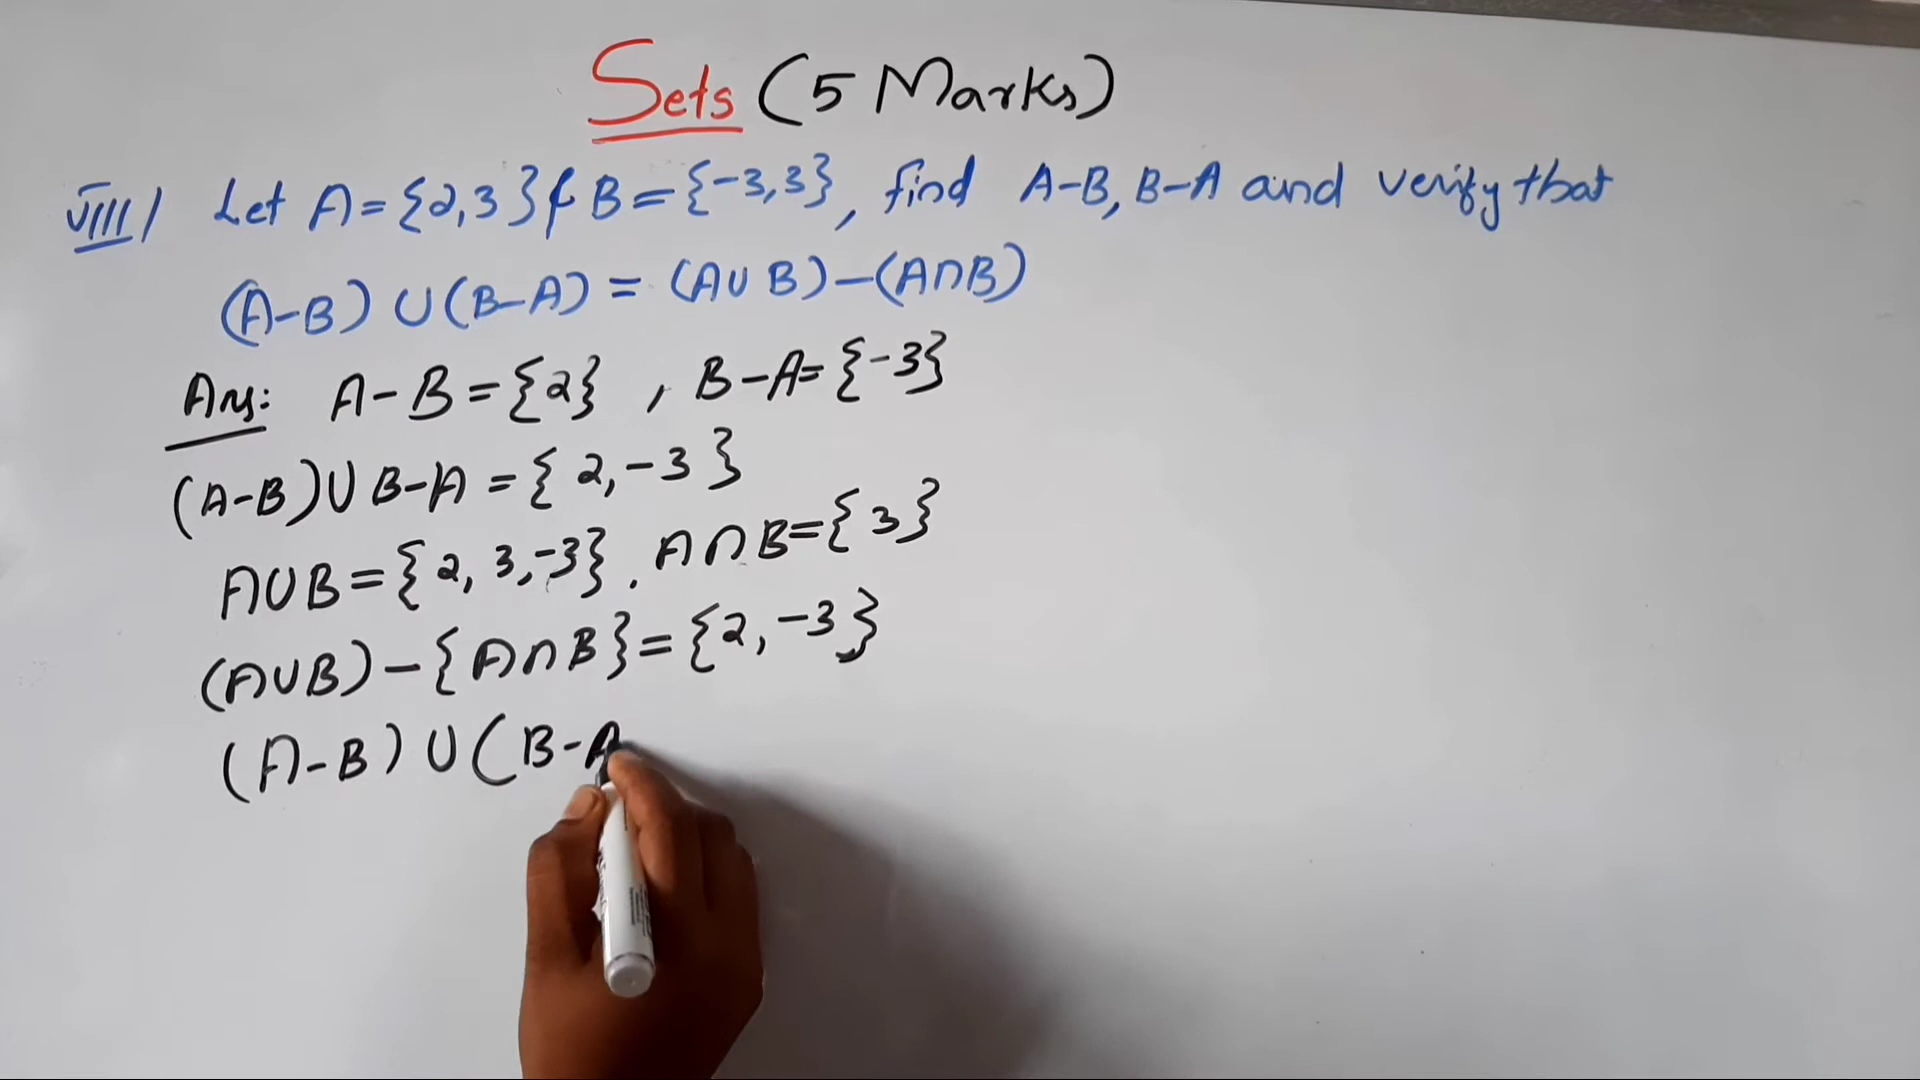 Sets (5 Marks)
VIII/ Let A = {2,3} & B = {-3,3}, find A-B, B-A and verify that
(A-B) ∪ (B-A) = (A∪B) - (A∩B)
Ans: A-B = {2} , B-A = {-3}
(A-B)∪ B-A = { 2, -3 }
A∪B = { 2, 3, -3} . A∩B = { 3 }
(A∪B) - {A∩B} = {2, -3}
(A-B) ∪ (B-A